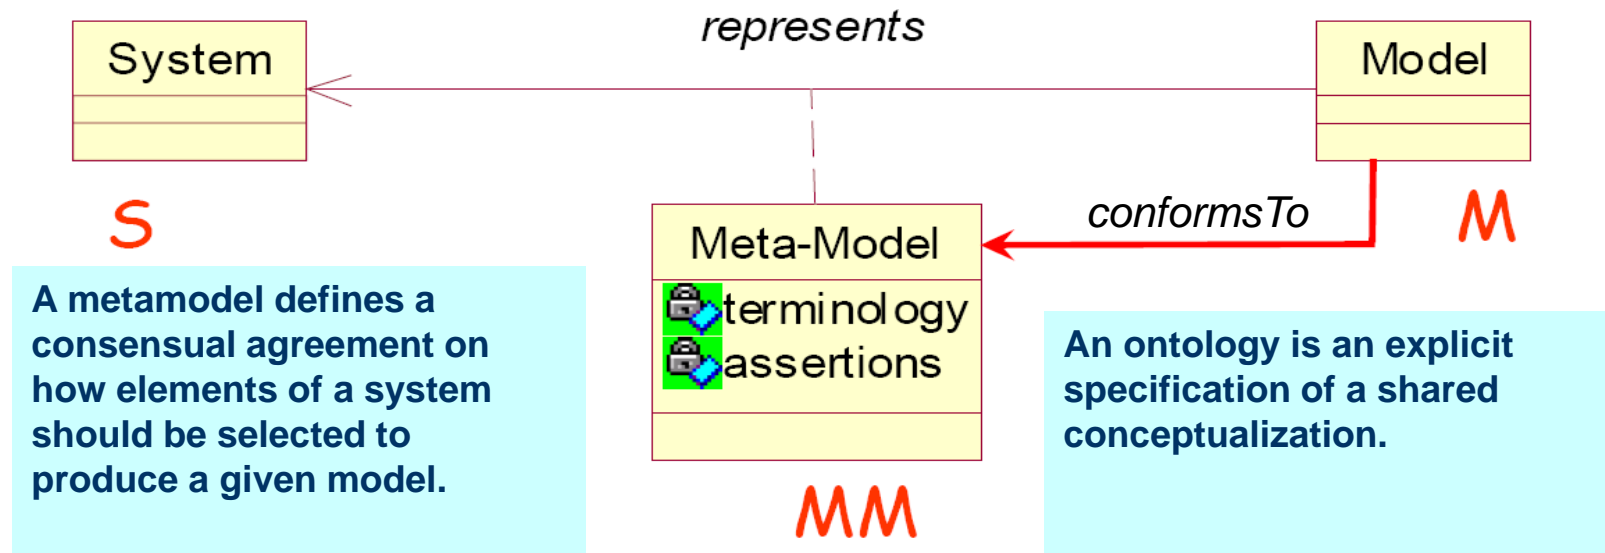 represents
System
Model
S
conformsTo
M
Meta-Model
terminology
assertions
A metamodel defines a
consensual agreement on
how elements of a system
should be selected to
produce a given model.
An ontology is an explicit
specification of a shared
conceptualization.
MM